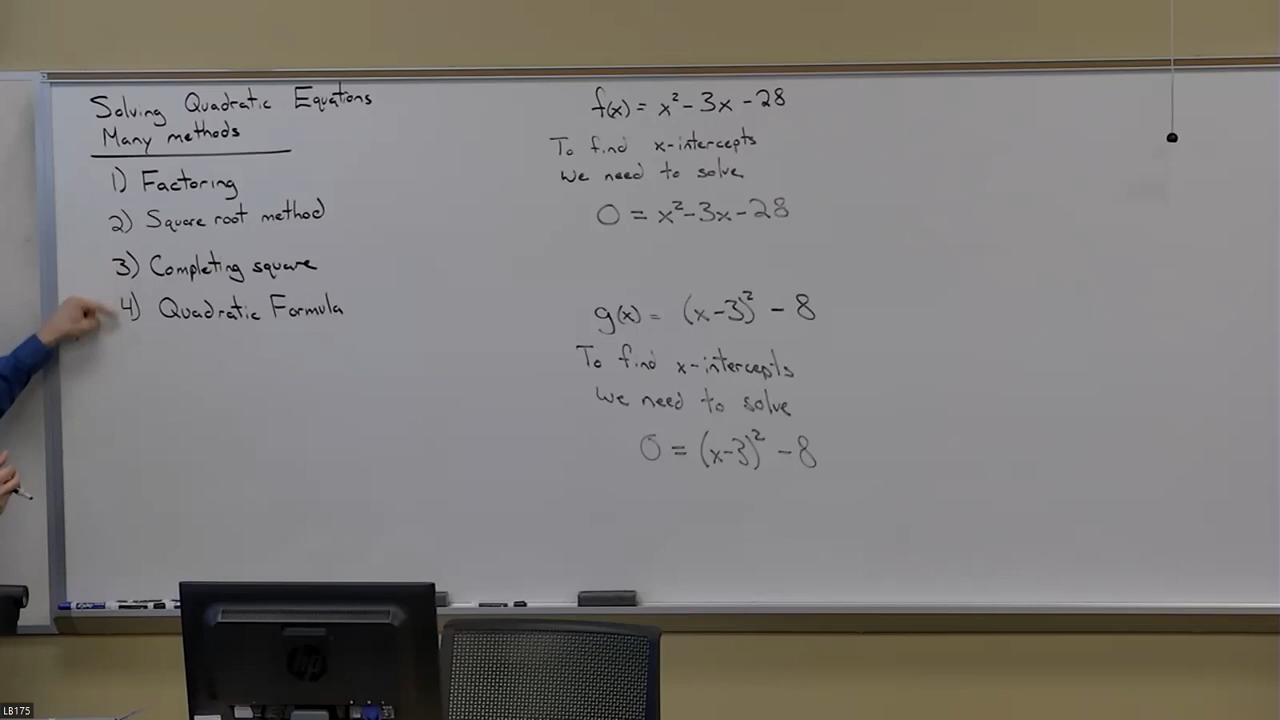 Solving Quadratic Equations
Many methods
1) Factoring
2) Square root method
3) Completing square
4) Quadratic Formula
f(x) = x² - 3x - 28
To find x-intercepts
we need to solve
0 = x² - 3x - 28
g(x) = (x-3)² - 8
To find x-intercepts
we need to solve
0 = (x-3)² - 8
hp
LB175